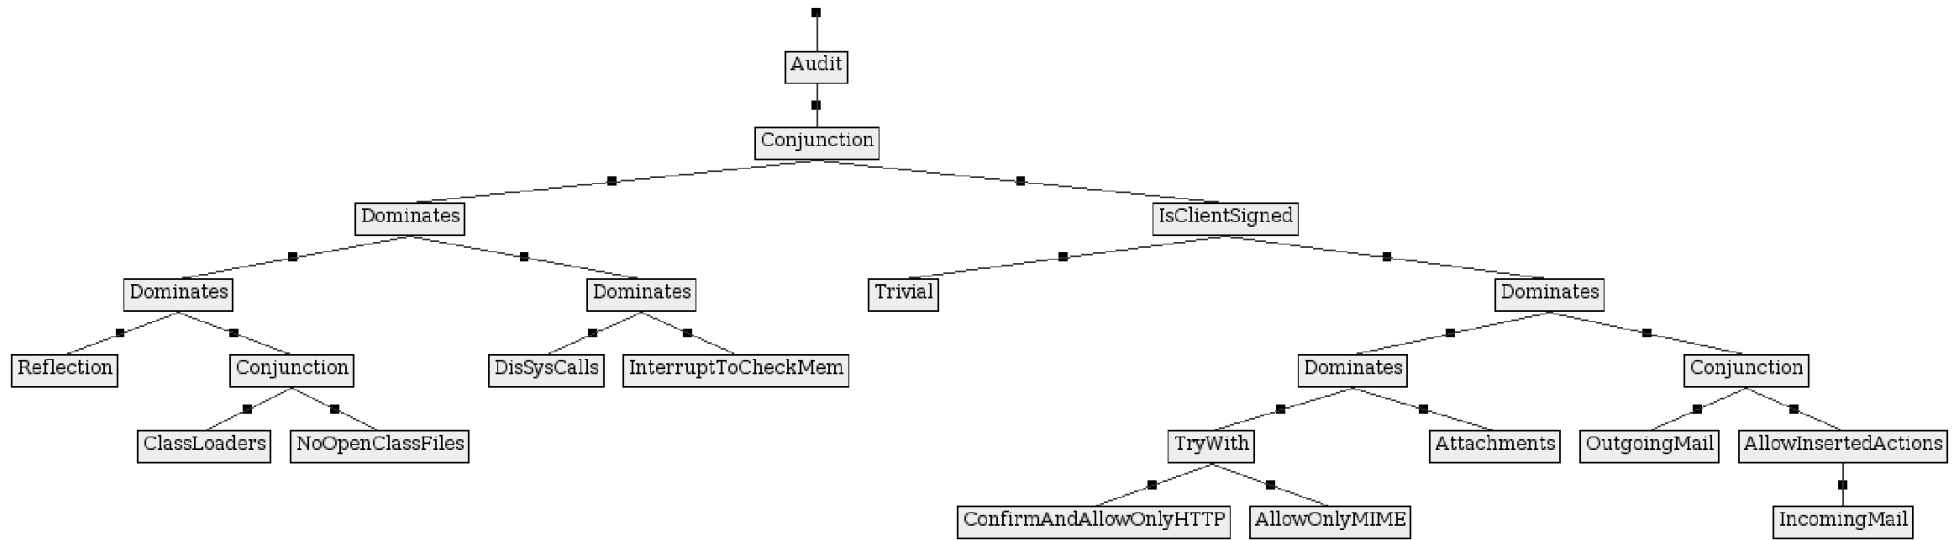 Audit
Conjunction
Dominates
IsClientSigned
Dominates
Dominates
Trivial
Dominates
Reflection
Conjunction
DisSysCalls
InterruptToCheckMem
Dominates
Conjunction
ClassLoaders
NoOpenClassFiles
TryWith
Attachments
OutgoingMail
AllowInsertedActions
ConfirmAndAllowOnlyHTTP
AllowOnlyMIME
IncomingMail